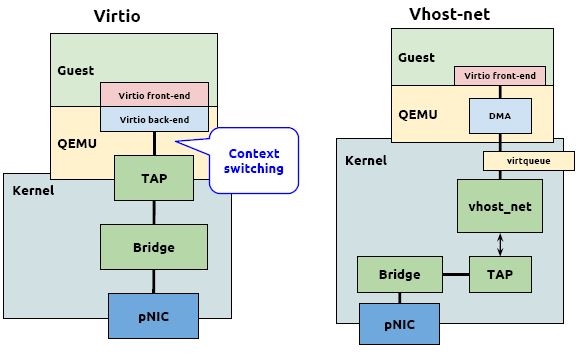 Virtio
Guest
Virtio front-end
Virtio back-end
QEMU
Context
switching
TAP
Kernel
Bridge
pNIC
Vhost-net
Guest
Virtio front-end
QEMU
DMA
Kernel
virtqueue
vhost_net
Bridge
TAP
pNIC